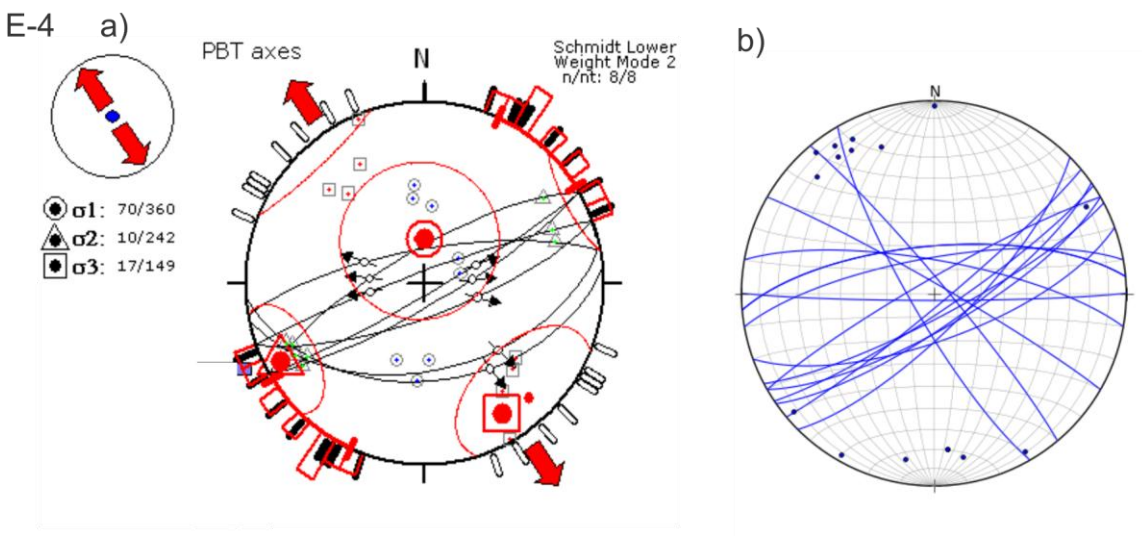 E-4 a)
PBT axes
N
Schmidt Lower
Weight Mode 2
n/nt: 8/8
σ1: 70/360
σ2: 10/242
σ3: 17/149
b)
N